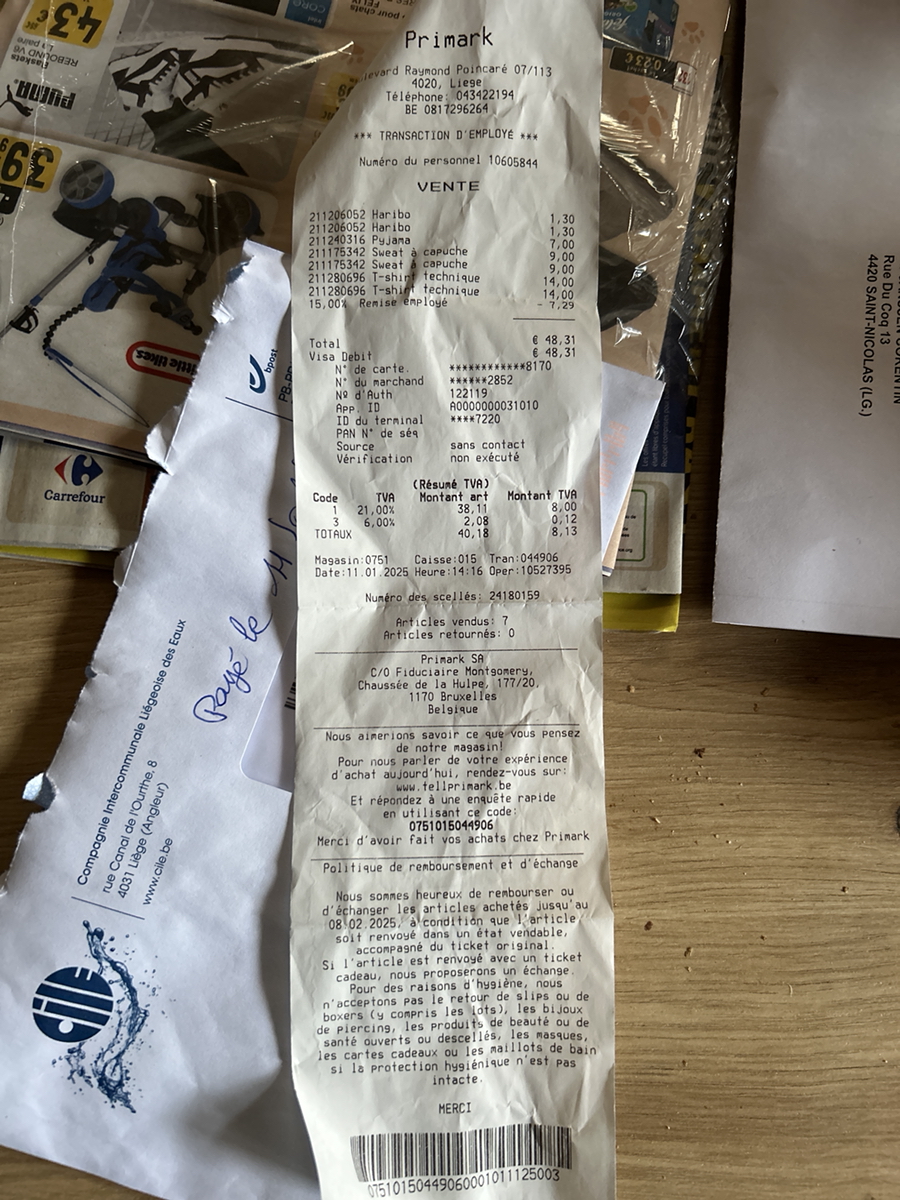 Primark
levard Raymond Poincaré 07/113
4020, Liege
Téléphone: 043422194
BE 0817296264
*** TRANSACTION D'EMPLOYÉ ***
Numéro du personnel 10605844
VENTE
211206052 Haribo 1,30
211206052 Haribo 1,30
211240316 Pyjama 7,00
211175342 Sweat à capuche 9,00
211175342 Sweat à capuche 9,00
211280696 T-shirt technique 14,00
211280696 T-shirt technique 14,00
15,00% Remise employé - 7,29
Total € 48,31
Visa Debit € 48,31
N° de carte. ************8170
N° du marchand ******2852
Nº d'Auth 122119
App. ID A0000000031010
ID du terminal ****7220
PAN N° de séq
Source sans contact
Vérification non exécuté
(Résumé TVA)
Code TVA Montant art Montant TVA
1 21,00% 38,11 8,00
3 6,00% 2,08 0,12
TOTAUX 40,18 8,13
Magasin:0751 Caisse:015 Tran:044906
Date:11.01.2025 Heure:14:16 Oper:10527395
Numéro des scellés: 24180159
Articles vendus: 7
Articles retournés: 0
Primark SA
C/O Fiduciaire Montgomery,
Chaussée de la Hulpe, 177/20,
1170 Bruxelles
Belgique
Nous aimerions savoir ce que vous pensez
de notre magasin!
Pour nous parler de votre expérience
d'achat aujourd'hui, rendez-vous sur:
www.tellprimark.be
Et répondez à une enquête rapide
en utilisant ce code:
0751015044906
Merci d'avoir fait vos achats chez Primark
Politique de remboursement et d'échange
Nous sommes heureux de rembourser ou
d'échanger les articles achetés jusqu'au
08.02.2025, à condition que l'article
soit renvoyé dans un état vendable,
accompagné du ticket original.
Si l'article est renvoyé avec un ticket
cadeau, nous proposerons un échange.
Pour des raisons d'hygiène, nous
n'acceptons pas le retour de slips ou de
boxers (y compris les lots), les bijoux
de piercing, les produits de beauté ou de
santé ouverts ou descellés, les masques,
les cartes cadeaux ou les maillots de bain
si la protection hygiénique n'est pas
intacte.
MERCI
07510150449060001011125003
43€
Baskets
REBOUND V6
La paire
PUMA
39
little tikes
Carrefour
bpost
Payé le
Compagnie Intercommunale Liégeoise des Eaux
rue Canal de l'Ourthe, 8
4031 Liège (Angleur)
www.cile.be
CILE
0,23 €
Rue Du Coq 13
4420 SAINT-NICOLAS (LG.)